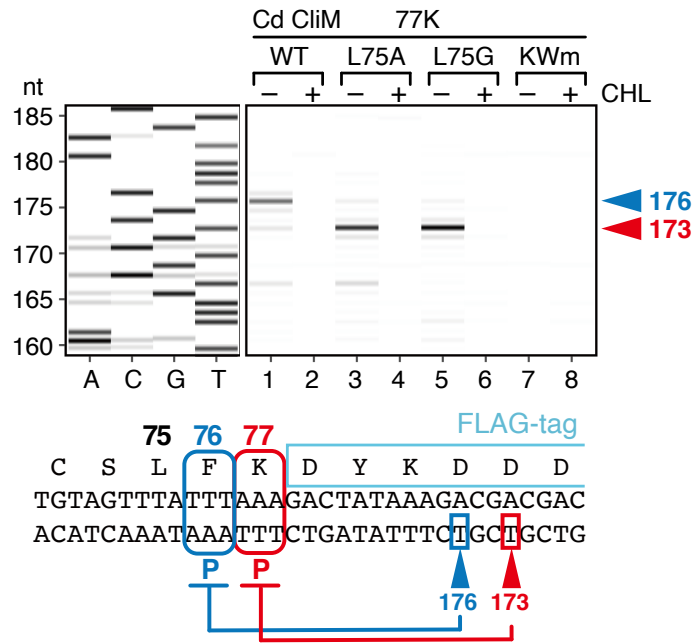 Cd CliM 77K
WT L75A L75G KWm
nt − + − + − + − + CHL
185
180
175
170
165
160
176
173
A C G T 1 2 3 4 5 6 7 8
FLAG-tag
75 76 77
C S L F K D Y K D D D
TGTAGTTTATTTAAAGACTATAAAGACGACGAC
ACATCAAATAAATTTCTGATATTTCTGCTGCTG
P P
176 173